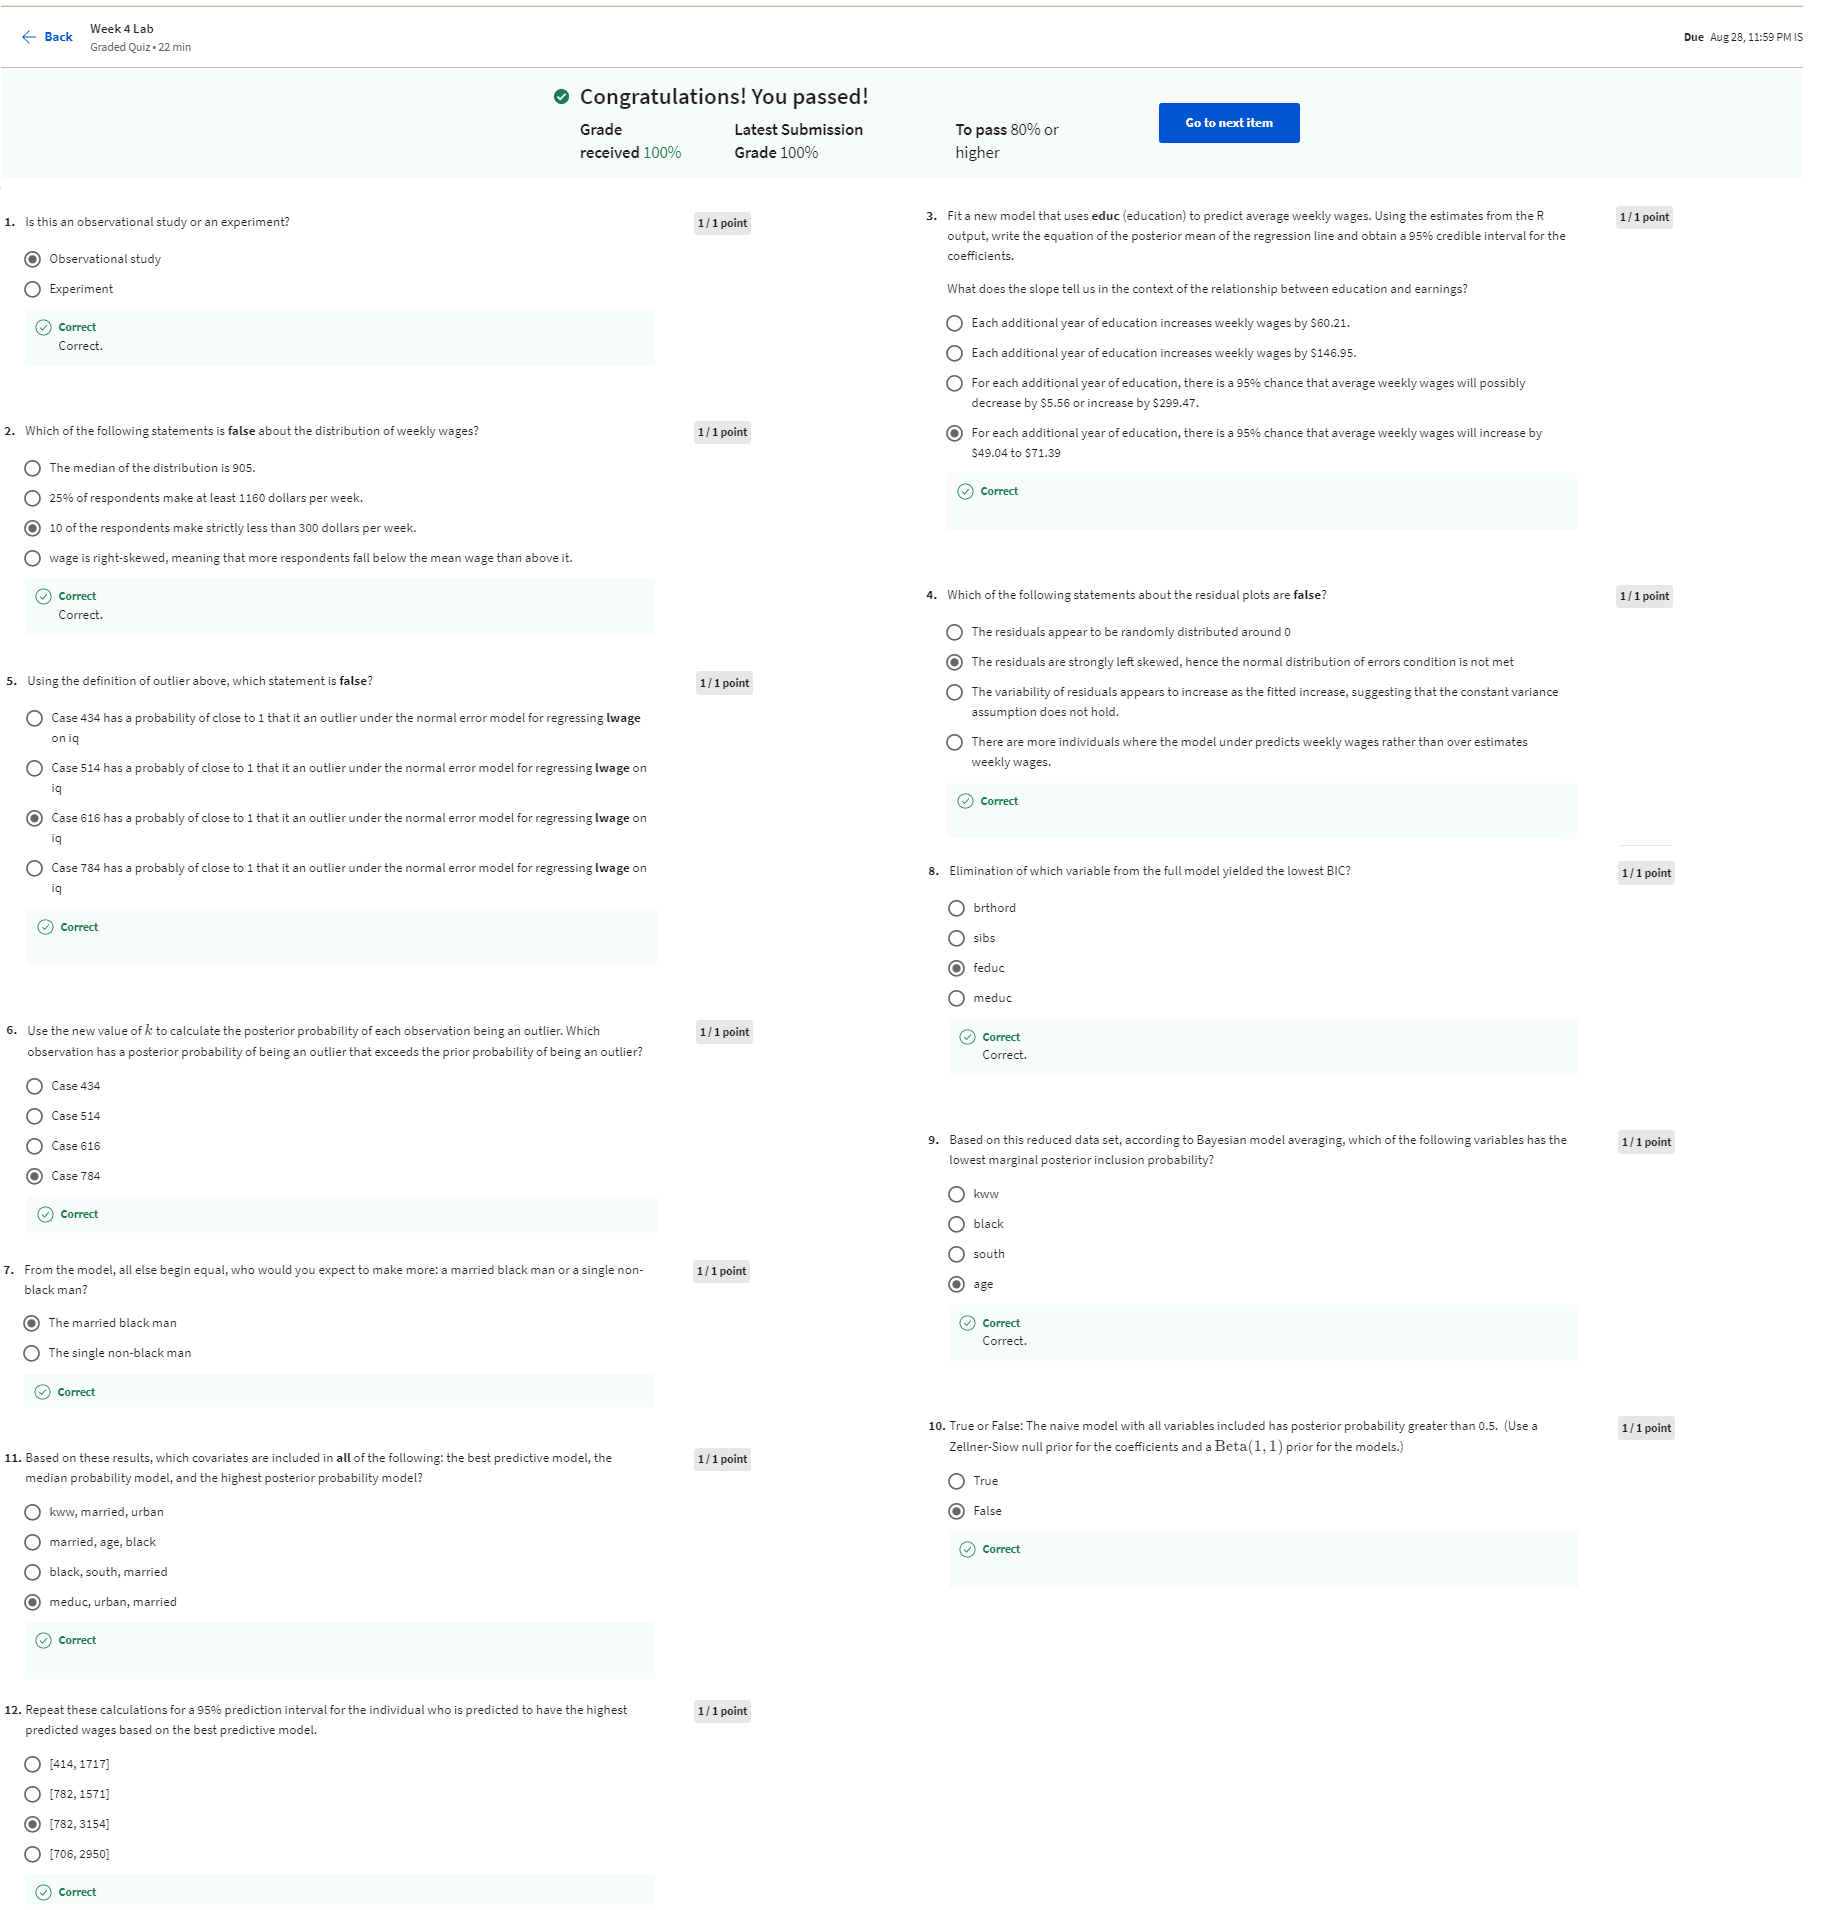 Back
Week 4 Lab
Graded Quiz • 22 min
Due Aug 28, 11:59 PM IS
Congratulations! You passed!
Grade received 100%
Latest Submission Grade 100%
To pass 80% or higher
Go to next item
1. Is this an observational study or an experiment?
1 / 1 point
Observational study
Experiment
Correct
Correct.
2. Which of the following statements is false about the distribution of weekly wages?
1 / 1 point
The median of the distribution is 905.
25% of respondents make at least 1160 dollars per week.
10 of the respondents make strictly less than 300 dollars per week.
wage is right-skewed, meaning that more respondents fall below the mean wage than above it.
Correct
Correct.
5. Using the definition of outlier above, which statement is false?
1 / 1 point
Case 434 has a probability of close to 1 that it an outlier under the normal error model for regressing lwage
on iq
Case 514 has a probably of close to 1 that it an outlier under the normal error model for regressing lwage on
iq
Case 616 has a probably of close to 1 that it an outlier under the normal error model for regressing lwage on
iq
Case 784 has a probably of close to 1 that it an outlier under the normal error model for regressing lwage on
iq
Correct
6. Use the new value of k to calculate the posterior probability of each observation being an outlier. Which
observation has a posterior probability of being an outlier that exceeds the prior probability of being an outlier?
1 / 1 point
Case 434
Case 514
Case 616
Case 784
Correct
7. From the model, all else begin equal, who would you expect to make more: a married black man or a single non-
black man?
1 / 1 point
The married black man
The single non-black man
Correct
11. Based on these results, which covariates are included in all of the following: the best predictive model, the
median probability model, and the highest posterior probability model?
1 / 1 point
kww, married, urban
married, age, black
black, south, married
meduc, urban, married
Correct
12. Repeat these calculations for a 95% prediction interval for the individual who is predicted to have the highest
predicted wages based on the best predictive model.
1 / 1 point
[414, 1717]
[782, 1571]
[782, 3154]
[706, 2950]
Correct
3. Fit a new model that uses educ (education) to predict average weekly wages. Using the estimates from the R
output, write the equation of the posterior mean of the regression line and obtain a 95% credible interval for the
coefficients.
1 / 1 point
What does the slope tell us in the context of the relationship between education and earnings?
Each additional year of education increases weekly wages by $60.21.
Each additional year of education increases weekly wages by $146.95.
For each additional year of education, there is a 95% chance that average weekly wages will possibly
decrease by $5.56 or increase by $299.47.
For each additional year of education, there is a 95% chance that average weekly wages will increase by
$49.04 to $71.39
Correct
4. Which of the following statements about the residual plots are false?
1 / 1 point
The residuals appear to be randomly distributed around 0
The residuals are strongly left skewed, hence the normal distribution of errors condition is not met
The variability of residuals appears to increase as the fitted increase, suggesting that the constant variance
assumption does not hold.
There are more individuals where the model under predicts weekly wages rather than over estimates
weekly wages.
Correct
8. Elimination of which variable from the full model yielded the lowest BIC?
1 / 1 point
brthord
sibs
feduc
meduc
Correct
Correct.
9. Based on this reduced data set, according to Bayesian model averaging, which of the following variables has the
lowest marginal posterior inclusion probability?
1 / 1 point
kww
black
south
age
Correct
Correct.
10. True or False: The naive model with all variables included has posterior probability greater than 0.5. (Use a
Zellner-Siow null prior for the coefficients and a Beta(1, 1) prior for the models.)
1 / 1 point
True
False
Correct